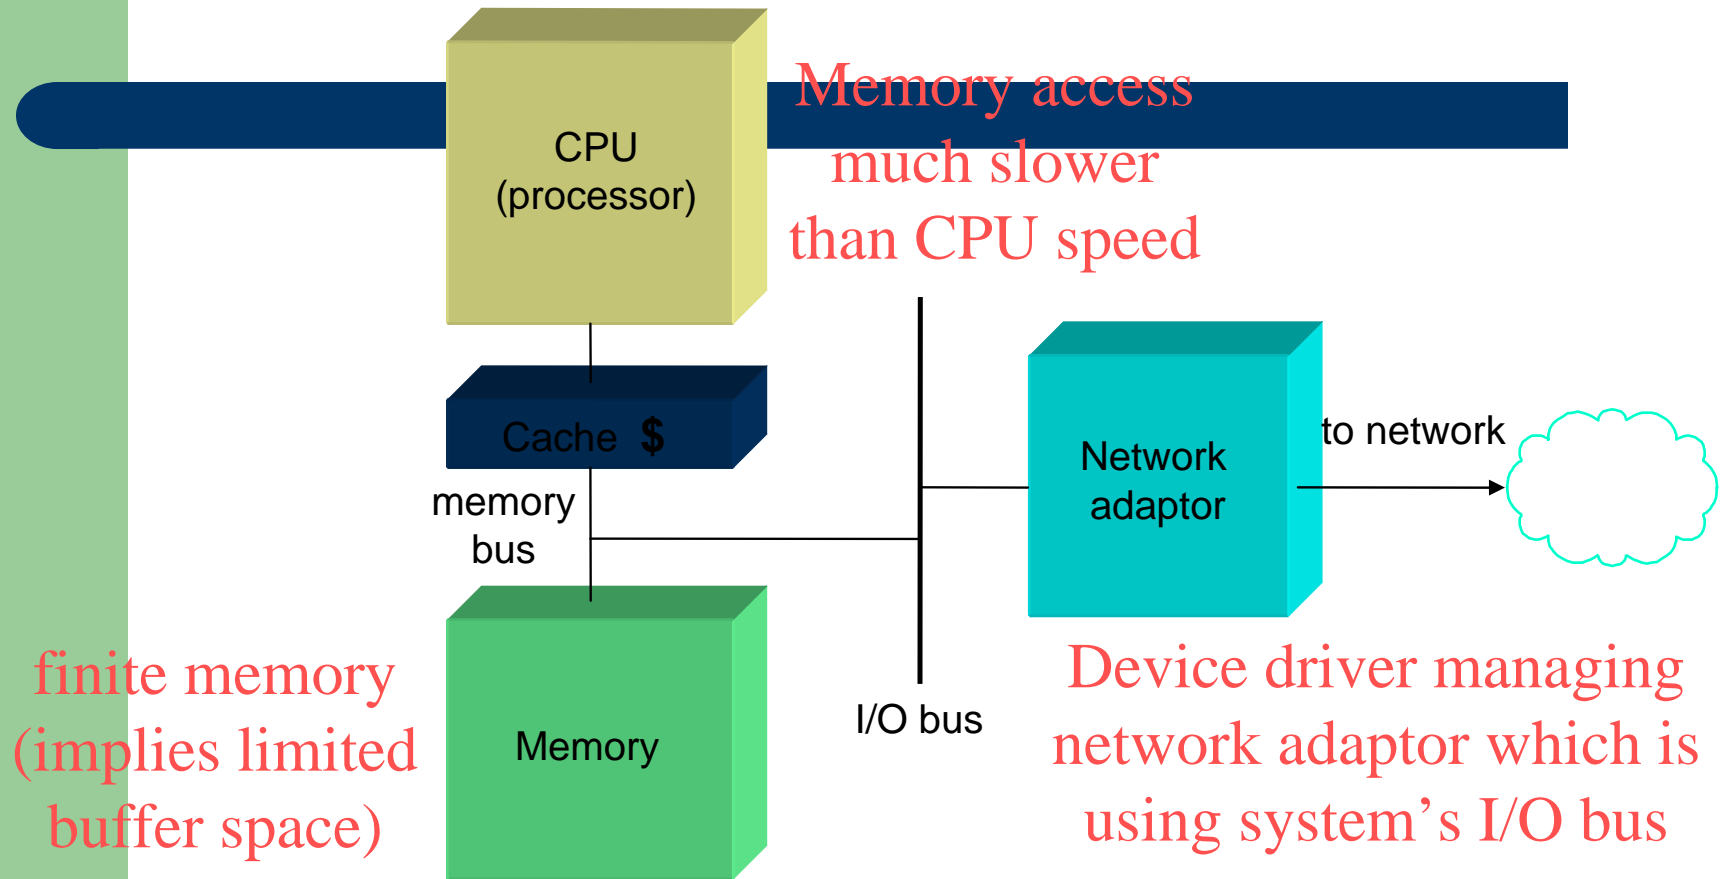 Memory access
much slower
than CPU speed
CPU
(processor)
Cache $
memory
bus
Network
adaptor
to network
finite memory
(implies limited
buffer space)
Memory
I/O bus
Device driver managing
network adaptor which is
using system’s I/O bus